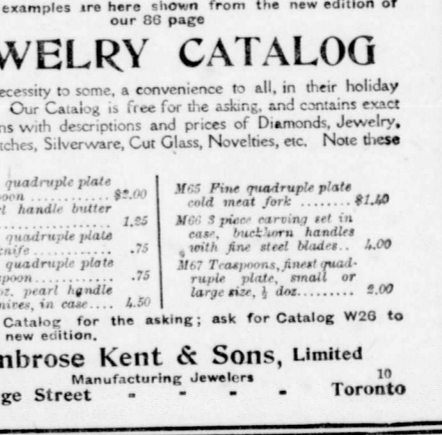 examples are here shown from the new edition of
our 86 page
WELRY CATALOG
ecessity to some, a convenience to all, in their holiday
Our Catalog is free for the asking, and contains exact
ns with descriptions and prices of Diamonds, Jewelry,
tches, Silverware, Cut Glass, Novelties, etc. Note these
quadruple plate
oon ............ $2.00
l handle butter
................ 1.25
quadruple plate
knife ............ .75
quadruple plate
spoon ............ .75
oz. pearl handle
nives, in case .... 4.50
M65 Fine quadruple plate
cold meat fork ........ $1.40
M66 3 piece carving set in
case, buckhorn handles
with fine steel blades .. 4.00
M67 Teaspoons, finest quad-
ruple plate, small or
large size, ½ doz. ........ 2.00
Catalog for the asking; ask for Catalog W26 to
new edition.
mbrose Kent & Sons, Limited
Manufacturing Jewelers 10
ge Street - - - - Toronto